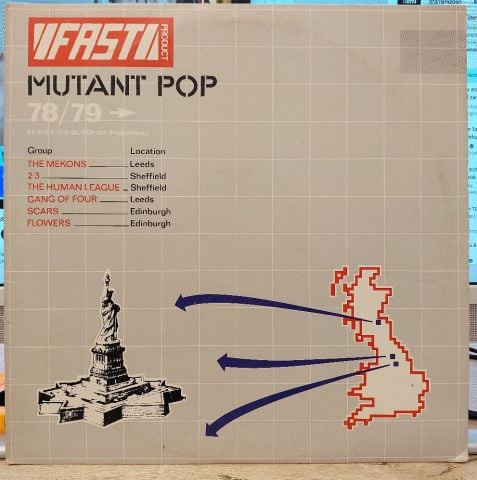 FAST
PRODUCT
MUTANT POP
78/79
Group Location
THE MEKONS Leeds
2·3 Sheffield
THE HUMAN LEAGUE Sheffield
GANG OF FOUR Leeds
SCARS Edinburgh
FLOWERS Edinburgh